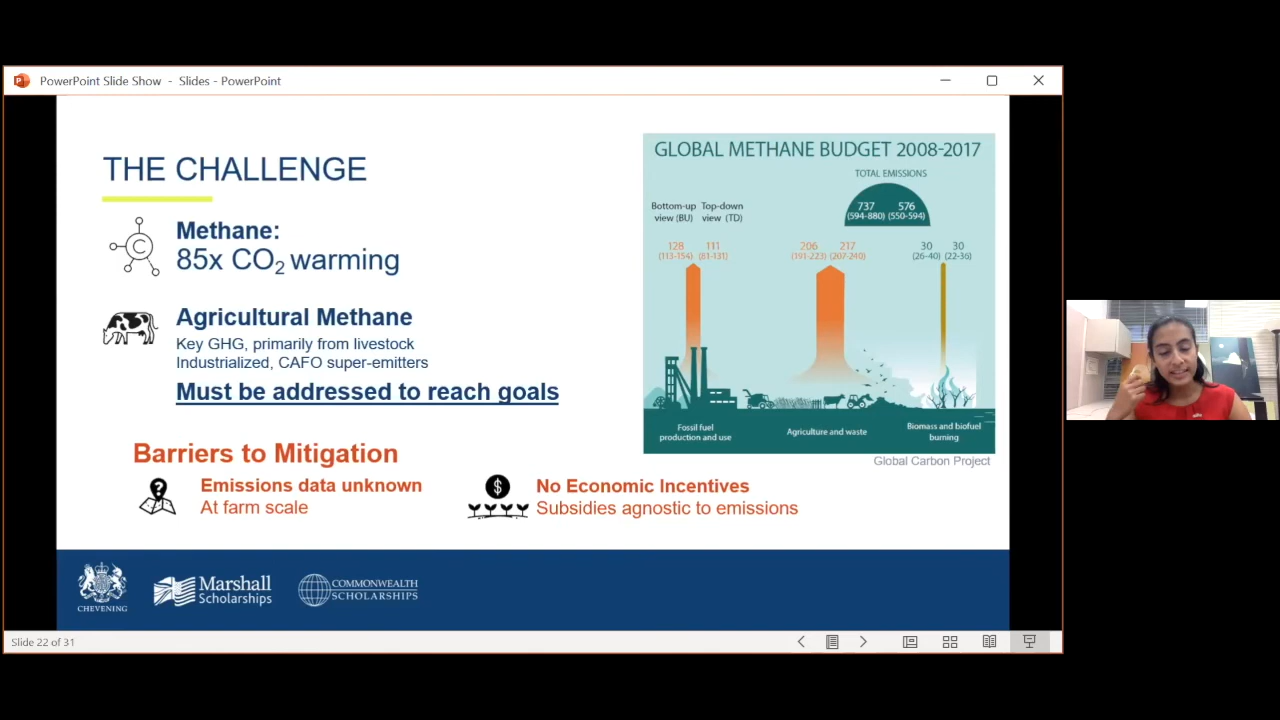 PowerPoint Slide Show - Slides - PowerPoint
THE CHALLENGE
C
Methane:
85x CO2 warming
Agricultural Methane
Key GHG, primarily from livestock
Industrialized, CAFO super-emitters
Must be addressed to reach goals
GLOBAL METHANE BUDGET 2008-2017
TOTAL EMISSIONS
737 576
(594-880) (550-594)
Bottom-up Top-down
view (BU) view (TD)
128 111
(113-154) (81-131)
206 217
(191-223) (207-240)
30 30
(26-40) (22-36)
Fossil fuel
production and use
Agriculture and waste
Biomass and biofuel
burning
Global Carbon Project
Barriers to Mitigation
?
Emissions data unknown
At farm scale
$
No Economic Incentives
Subsidies agnostic to emissions
CHEVENING
Marshall
Scholarships
COMMONWEALTH
SCHOLARSHIPS
Slide 22 of 31